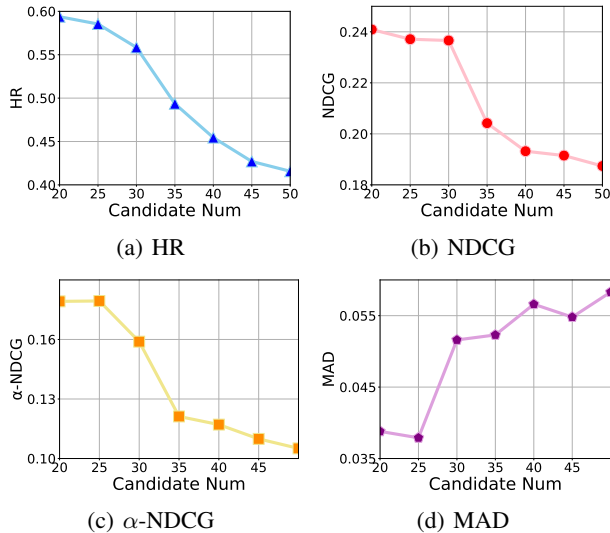 0.60
0.55
0.50
0.45
0.40
HR
20 25 30 35 40 45 50
Candidate Num
(a) HR
0.24
0.22
0.20
0.18
NDCG
20 25 30 35 40 45 50
Candidate Num
(b) NDCG
0.16
0.13
0.10
α-NDCG
20 25 30 35 40 45
Candidate Num
(c) α-NDCG
0.055
0.045
0.035
MAD
20 25 30 35 40 45
Candidate Num
(d) MAD